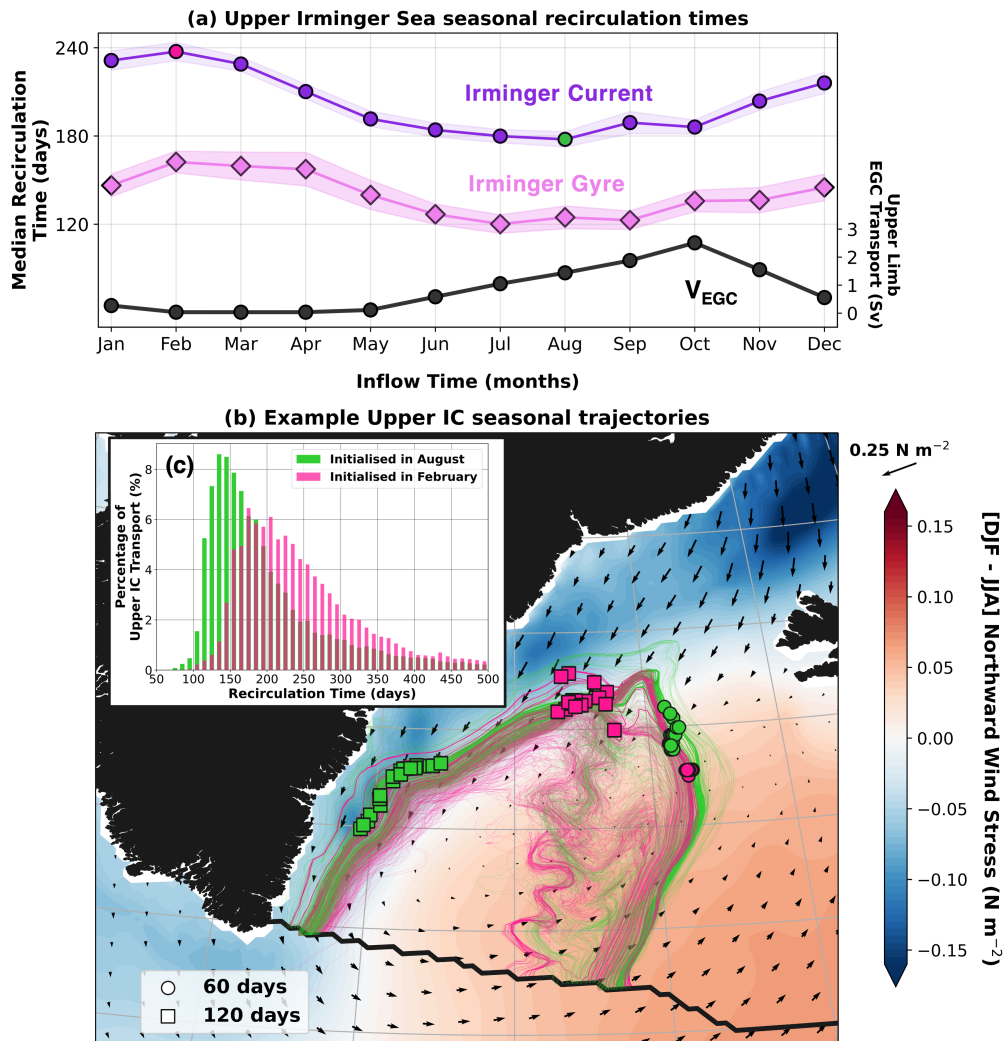 (a) Upper Irminger Sea seasonal recirculation times
Median Recirculation
Time (days)
240
180
120
Irminger Current
Irminger Gyre
V_EGC
Upper Limb
EGC Transport (Sv)
3
2
1
0
Jan Feb Mar Apr May Jun Jul Aug Sep Oct Nov Dec
Inflow Time (months)
(b) Example Upper IC seasonal trajectories
(c)
Initialised in August
Initialised in February
Percentage of
Upper IC Transport (%)
8
6
4
2
0
50 100 150 200 250 300 350 400 450 500
Recirculation Time (days)
60 days
120 days
0.25 N m⁻²
0.15
0.10
0.05
0.00
−0.05
−0.10
−0.15
[DJF - JJA] Northward Wind Stress (N m⁻²)